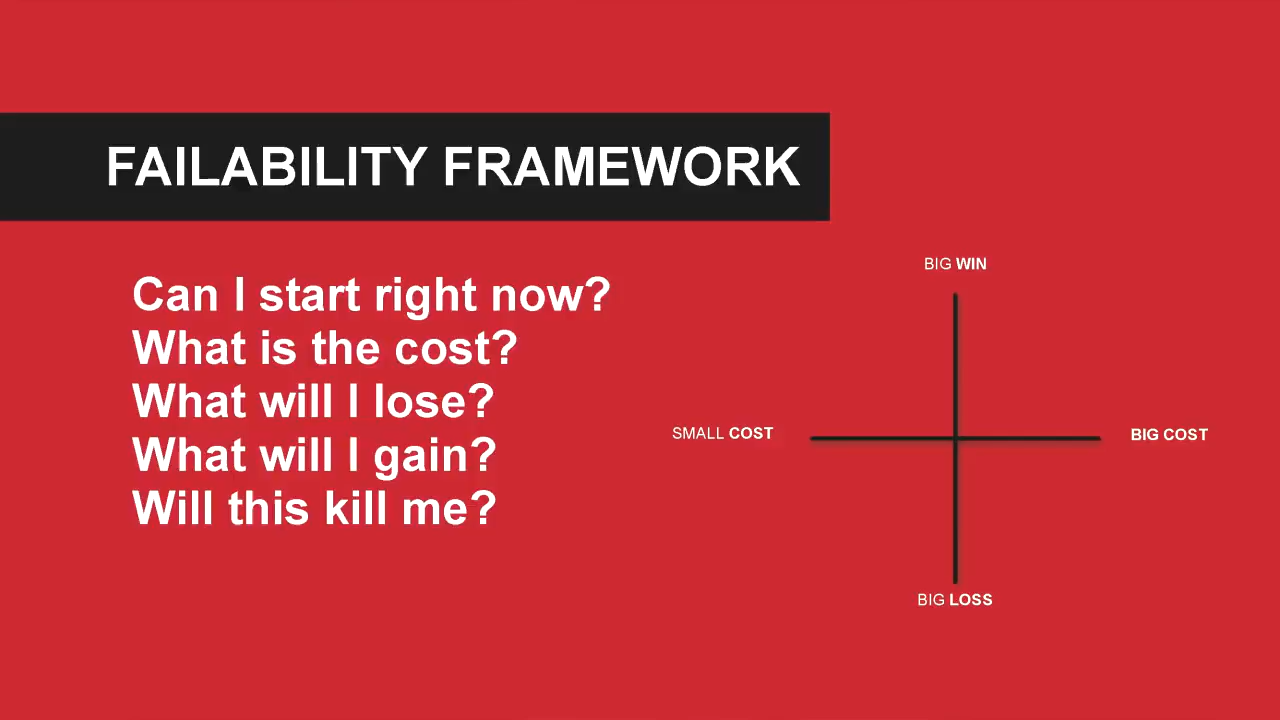 FAILABILITY FRAMEWORK
Can I start right now?
What is the cost?
What will I lose?
What will I gain?
Will this kill me?
BIG WIN
SMALL COST
BIG COST
BIG LOSS